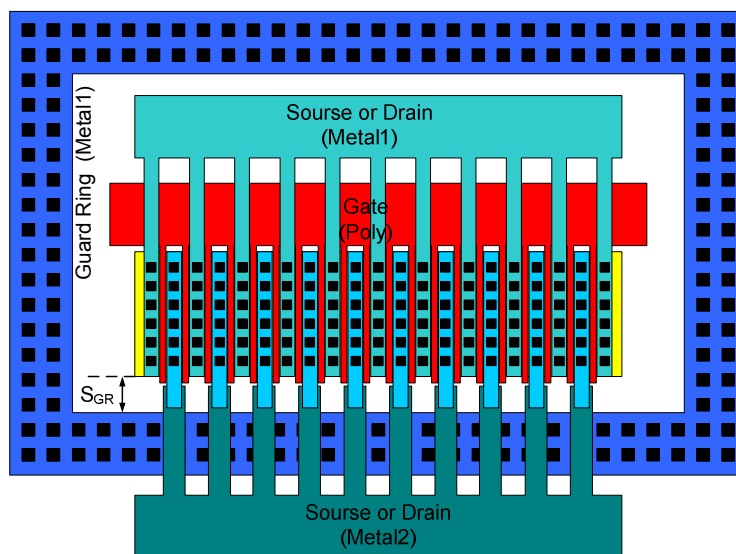 Sourse or Drain
(Metal1)
Guard Ring (Metal1)
Gate
(Poly)
SGR
Sourse or Drain
(Metal2)